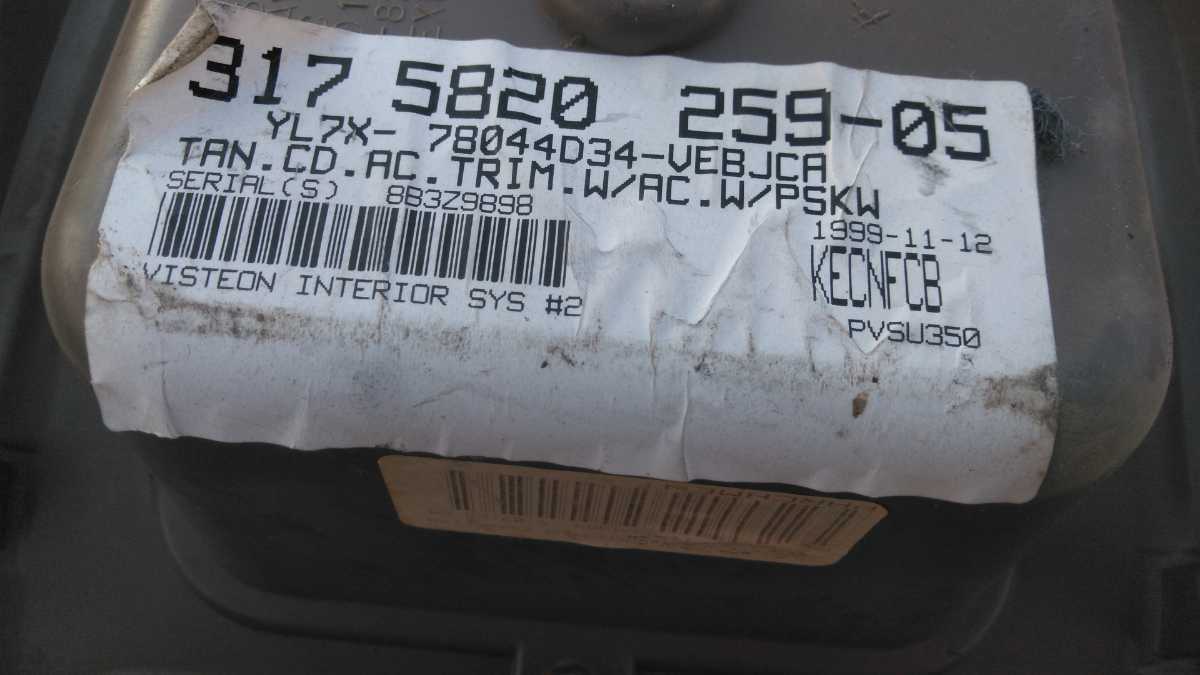 317 5820 259-05
YL7X- 78044D34-VEBJCA
TAN.CD.AC.TRIM.W/AC.W/PSKW
SERIAL(S) 8B3Z9898
1999-11-12
KECNFCB
VISTEON INTERIOR SYS #2
PVSU350